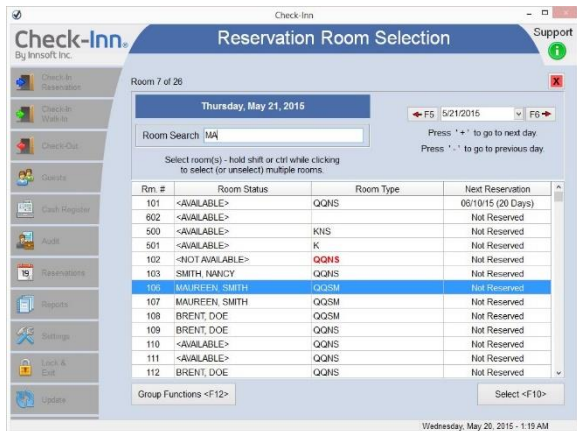 Check-Inn
Check-Inn®
By Innsoft Inc.
Reservation Room Selection
Support
Check-In
Reservation
Check-In
Walk-In
Check-Out
Guests
Cash Register
Audit
Reservations
Reports
Settings
Lock &
Exit
Update
Room 7 of 26
X
Thursday, May 21, 2015
F5 5/21/2015 F6
Room Search MA
Press '+' to go to next day.
Press '-' to go to previous day.
Select room(s) - hold shift or ctrl while clicking
to select (or unselect) multiple rooms.
Rm. # Room Status Room Type Next Reservation
101 <AVAILABLE> QQNS 06/10/15 (20 Days)
602 <AVAILABLE> Not Reserved
500 <AVAILABLE> KNS Not Reserved
501 <AVAILABLE> K Not Reserved
102 <NOT AVAILABLE> QQNS Not Reserved
103 SMITH, NANCY QQNS Not Reserved
106 MAUREEN, SMITH QQSM Not Reserved
107 MAUREEN, SMITH QQSM Not Reserved
108 BRENT, DOE QQSM Not Reserved
109 BRENT, DOE QQNS Not Reserved
110 <AVAILABLE> QQNS Not Reserved
111 <AVAILABLE> QQNS Not Reserved
112 BRENT, DOE QQNS Not Reserved
Group Functions <F12> Select <F10>
Wednesday, May 20, 2015 - 1:19 AM